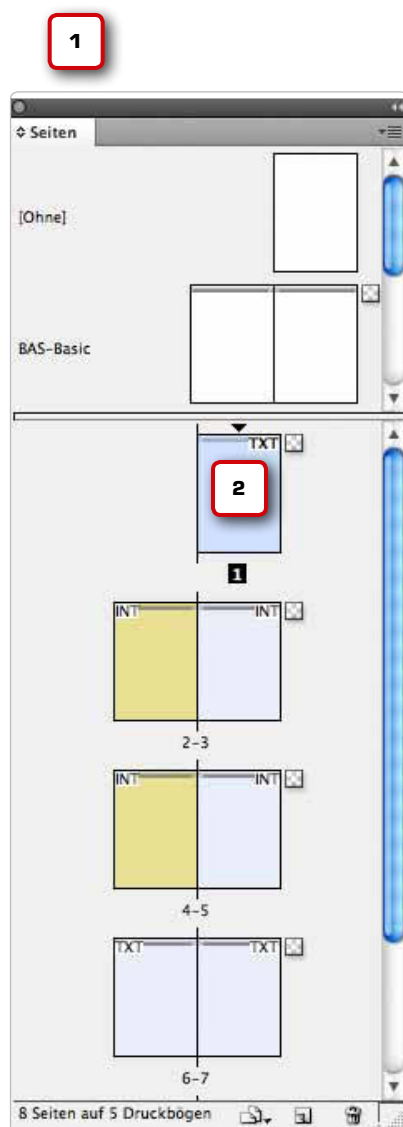 1
Seiten
[Ohne]
BAS-Basic
TXT
2
1
INT INT
2-3
INT INT
4-5
TXT TXT
6-7
8 Seiten auf 5 Druckbögen